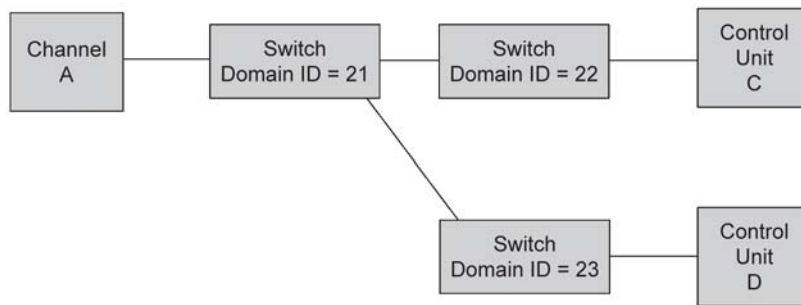 Channel
A
Switch
Domain ID = 21
Switch
Domain ID = 22
Control
Unit
C
Switch
Domain ID = 23
Control
Unit
D